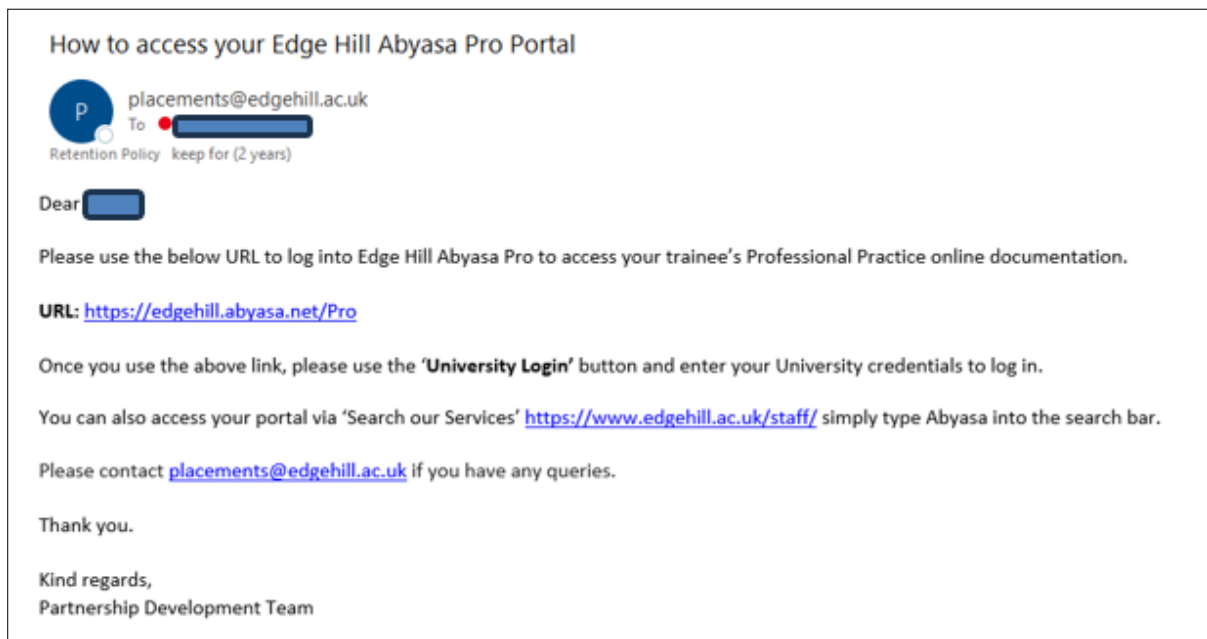 How to access your Edge Hill Abyasa Pro Portal
P
placements@edgehill.ac.uk
To
Retention Policy keep for (2 years)
Dear
Please use the below URL to log into Edge Hill Abyasa Pro to access your trainee's Professional Practice online documentation.
URL: https://edgehill.abyasa.net/Pro
Once you use the above link, please use the 'University Login' button and enter your University credentials to log in.
You can also access your portal via 'Search our Services' https://www.edgehill.ac.uk/staff/ simply type Abyasa into the search bar.
Please contact placements@edgehill.ac.uk if you have any queries.
Thank you.
Kind regards,
Partnership Development Team